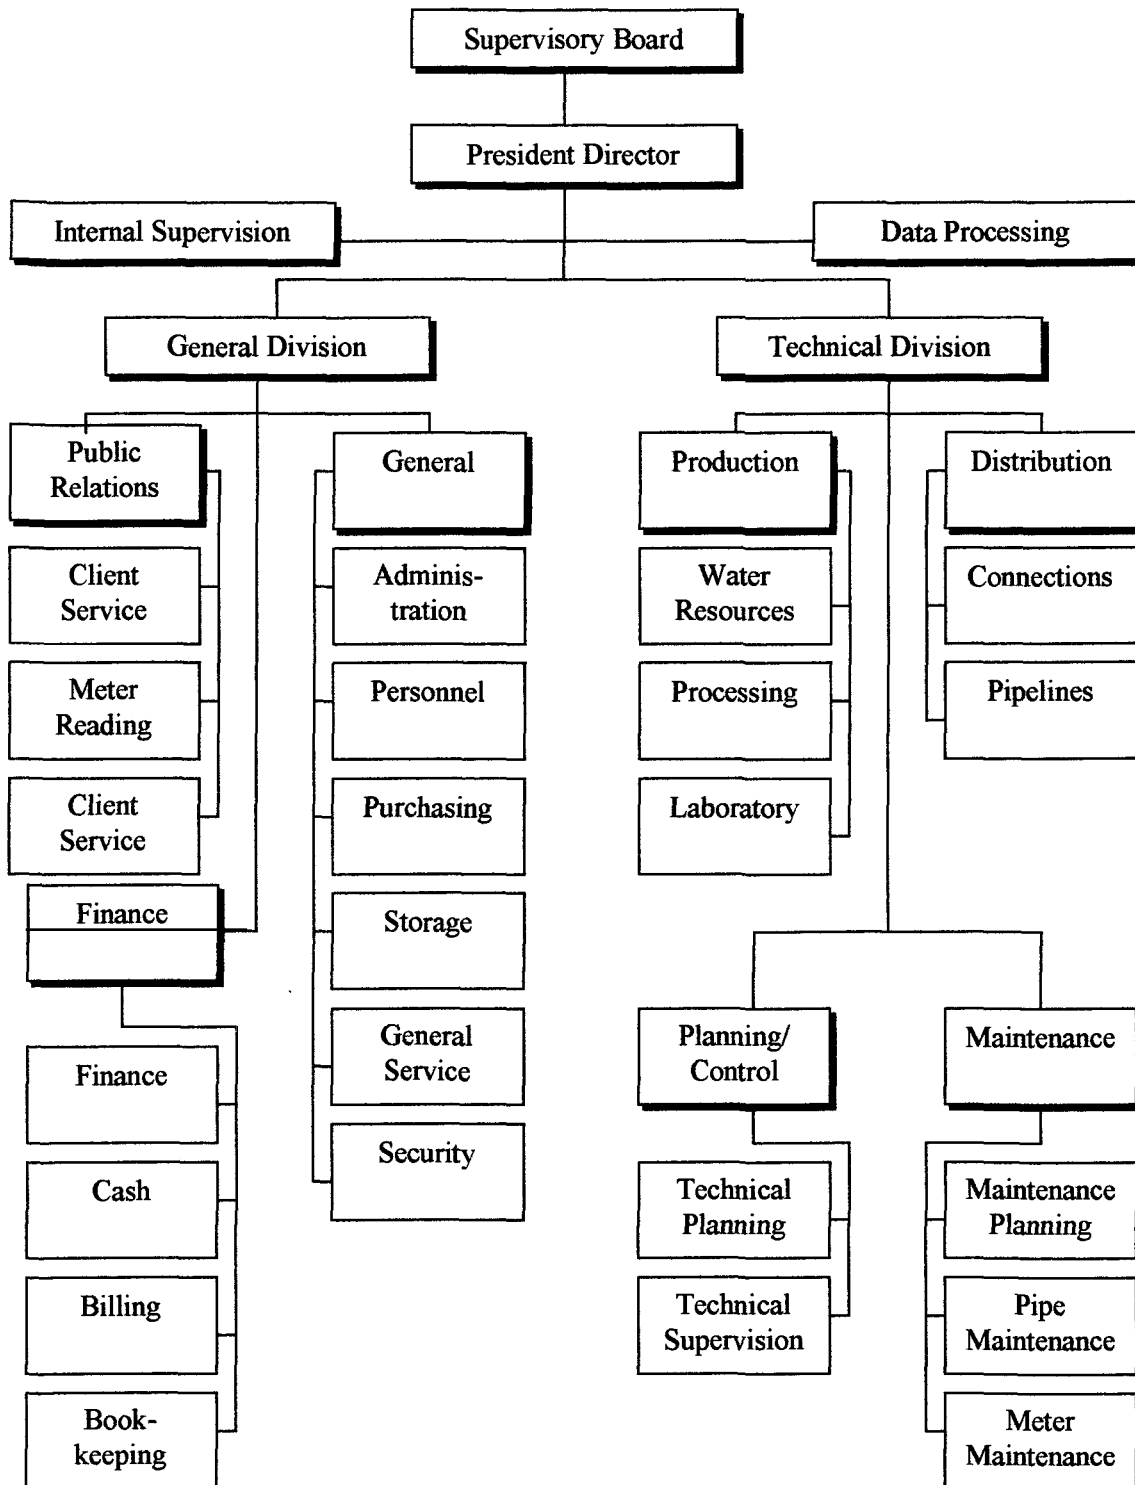 Supervisory Board
President Director
Internal Supervision
Data Processing
General Division
Technical Division
Public
Relations
Client
Service
Meter
Reading
Client
Service
General
Adminis-
tration
Personnel
Purchasing
Storage
General
Service
Security
Finance
Finance
Cash
Billing
Book-
keeping
Production
Water
Resources
Processing
Laboratory
Distribution
Connections
Pipelines
Planning/
Control
Technical
Planning
Technical
Supervision
Maintenance
Maintenance
Planning
Pipe
Maintenance
Meter
Maintenance